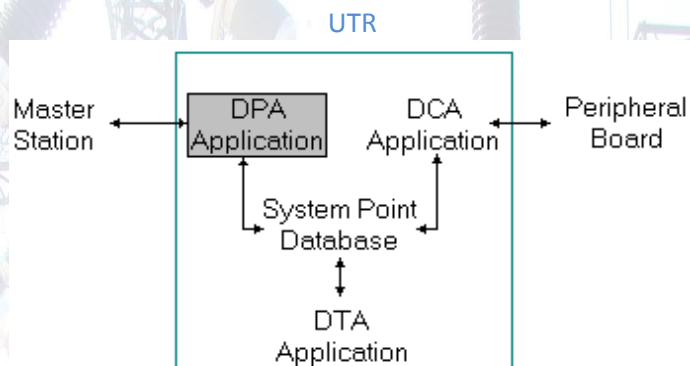 UTR
Master
Station
DPA
Application
DCA
Application
Peripheral
Board
System Point
Database
DTA
Application